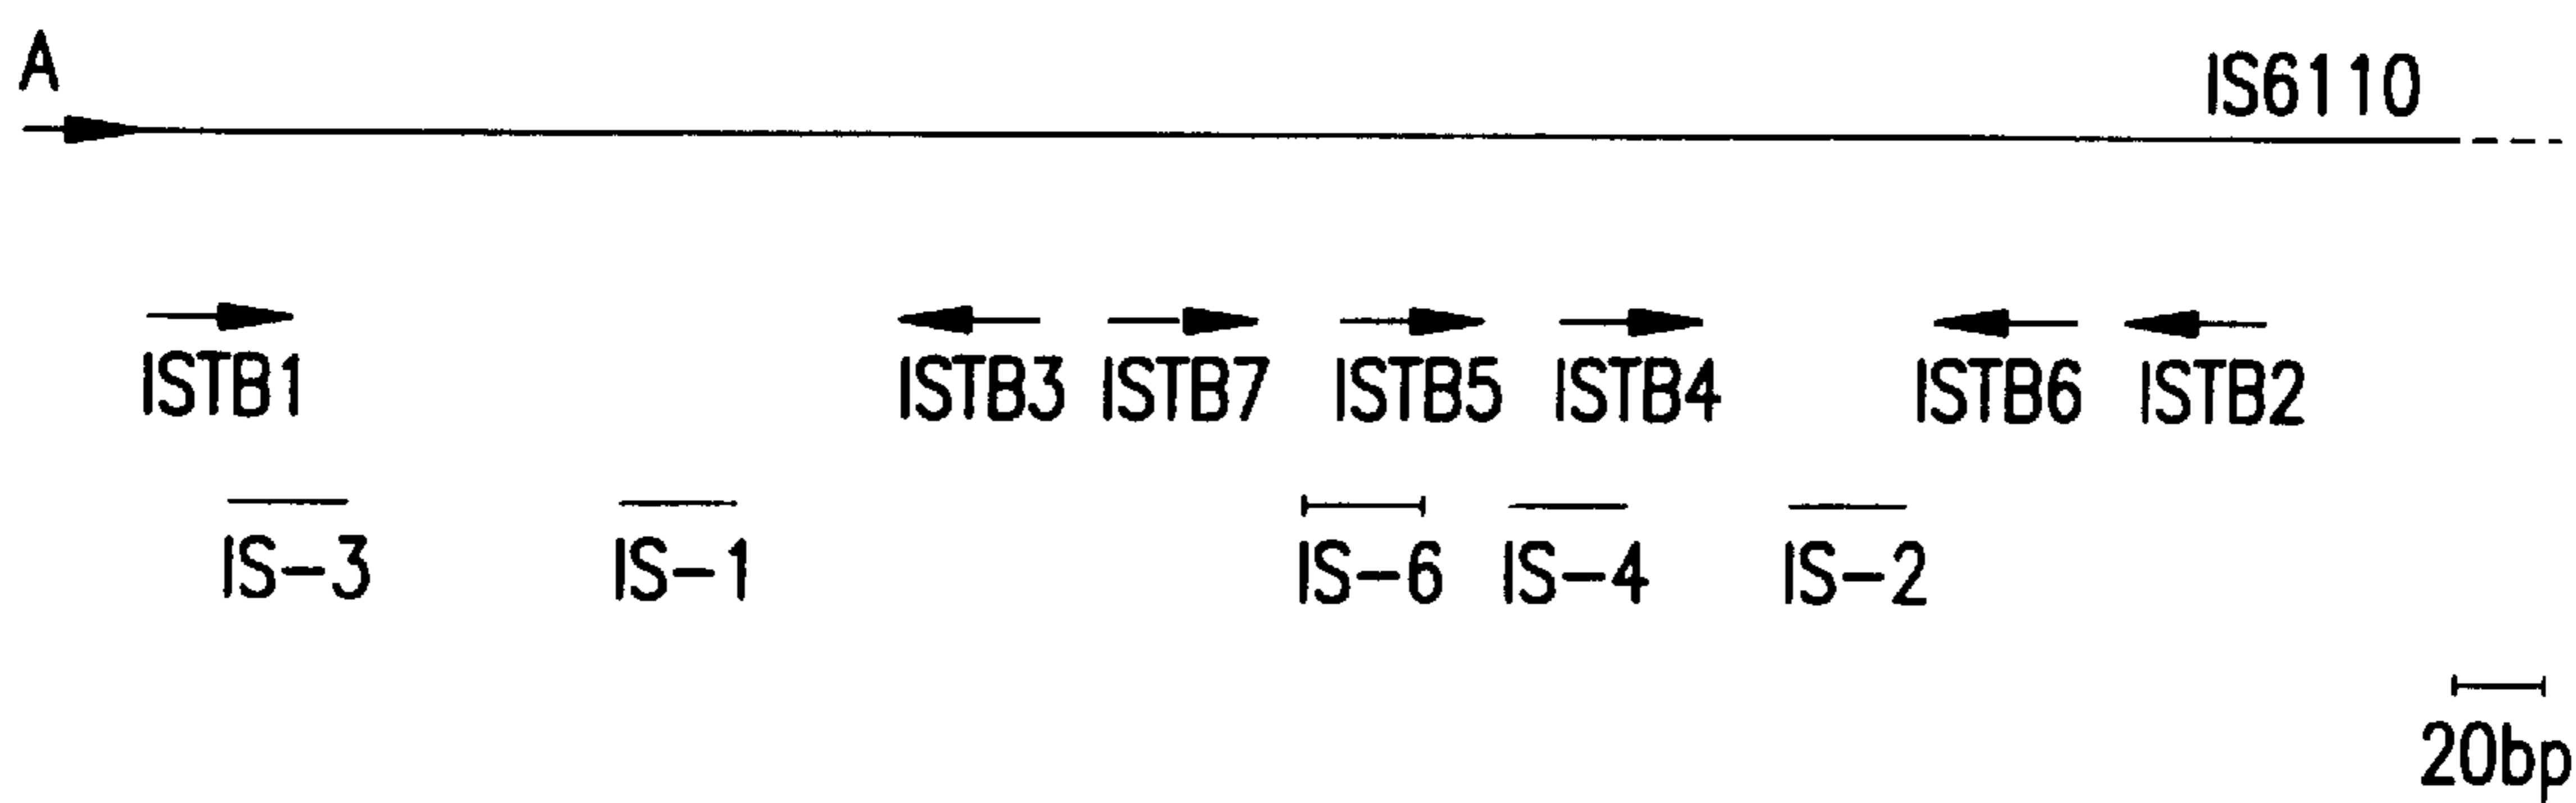 A
IS6110
ISTB1 ISTB3 ISTB7 ISTB5 ISTB4 ISTB6 ISTB2
IS-3 IS-1 IS-6 IS-4 IS-2
20bp